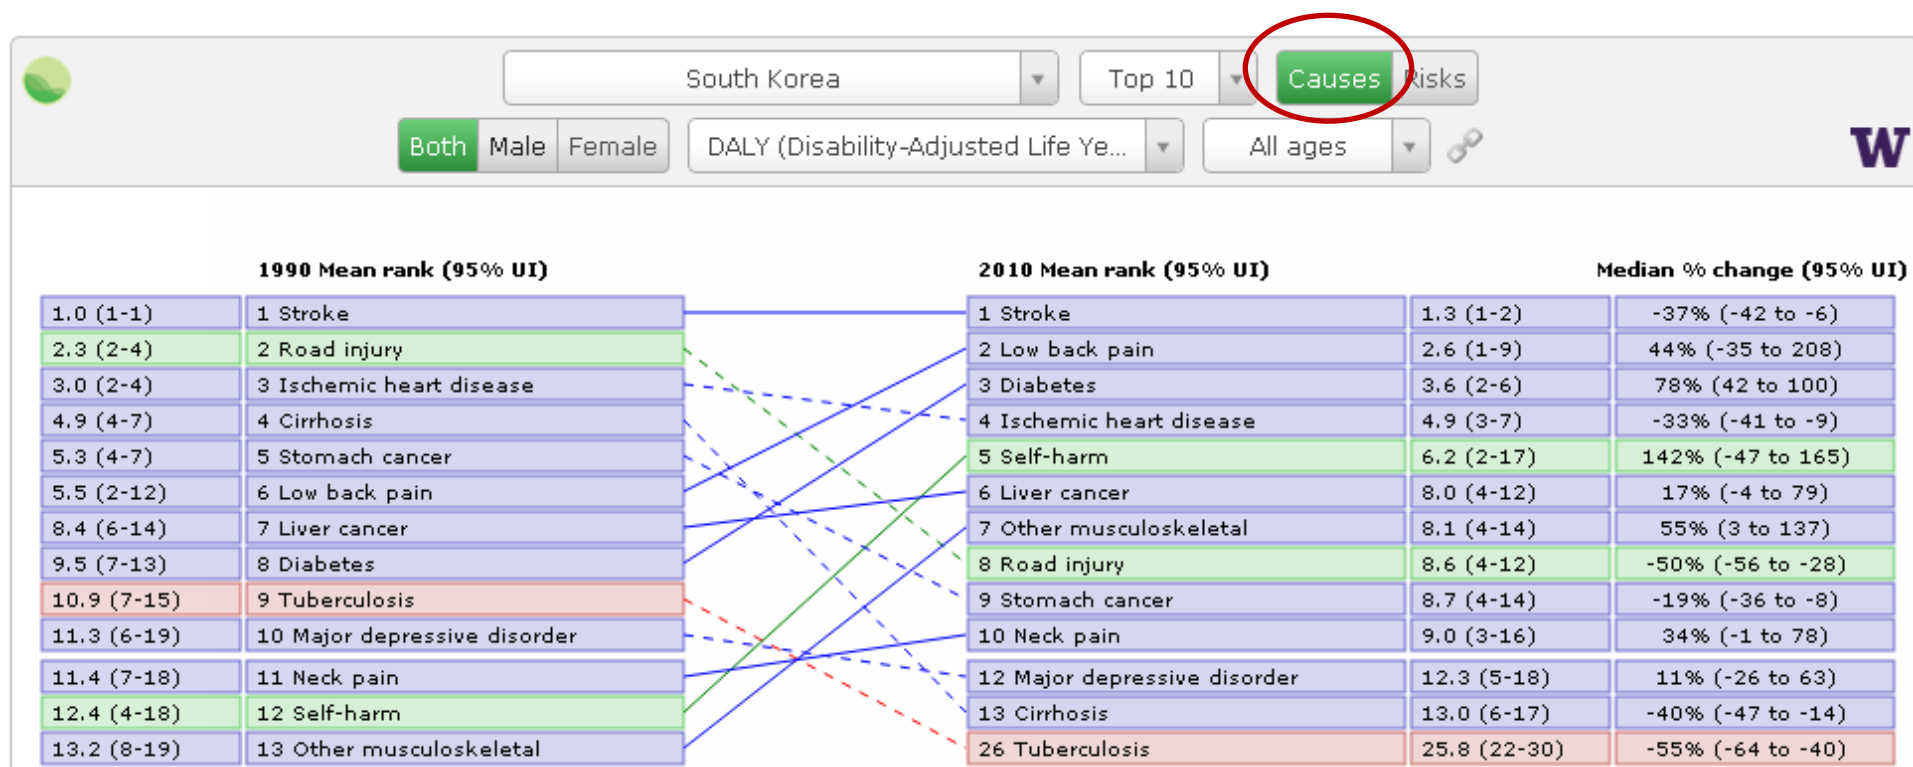 South Korea Top 10 Causes Risks
Both Male Female DALY (Disability-Adjusted Life Ye... All ages W
1990 Mean rank (95% UI) 2010 Mean rank (95% UI) Median % change (95% UI)
1.0 (1-1) 1 Stroke 1 Stroke 1.3 (1-2) -37% (-42 to -6)
2.3 (2-4) 2 Road injury 2 Low back pain 2.6 (1-9) 44% (-35 to 208)
3.0 (2-4) 3 Ischemic heart disease 3 Diabetes 3.6 (2-6) 78% (42 to 100)
4.9 (4-7) 4 Cirrhosis 4 Ischemic heart disease 4.9 (3-7) -33% (-41 to -9)
5.3 (4-7) 5 Stomach cancer 5 Self-harm 6.2 (2-17) 142% (-47 to 165)
5.5 (2-12) 6 Low back pain 6 Liver cancer 8.0 (4-12) 17% (-4 to 79)
8.4 (6-14) 7 Liver cancer 7 Other musculoskeletal 8.1 (4-14) 55% (3 to 137)
9.5 (7-13) 8 Diabetes 8 Road injury 8.6 (4-12) -50% (-56 to -28)
10.9 (7-15) 9 Tuberculosis 9 Stomach cancer 8.7 (4-14) -19% (-36 to -8)
11.3 (6-19) 10 Major depressive disorder 10 Neck pain 9.0 (3-16) 34% (-1 to 78)
11.4 (7-18) 11 Neck pain 12 Major depressive disorder 12.3 (5-18) 11% (-26 to 63)
12.4 (4-18) 12 Self-harm 13 Cirrhosis 13.0 (6-17) -40% (-47 to -14)
13.2 (8-19) 13 Other musculoskeletal 26 Tuberculosis 25.8 (22-30) -55% (-64 to -40)